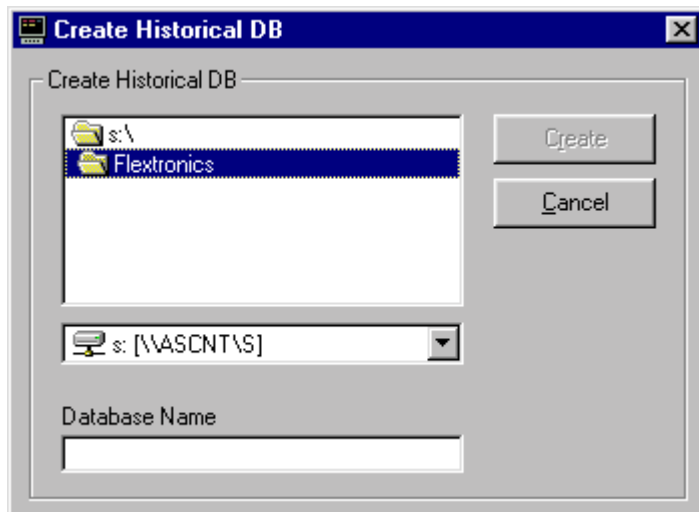 Create Historical DB
Create Historical DB
s:\
Create
Flextronics
Cancel
s: [\\ASCNT\S]
Database Name